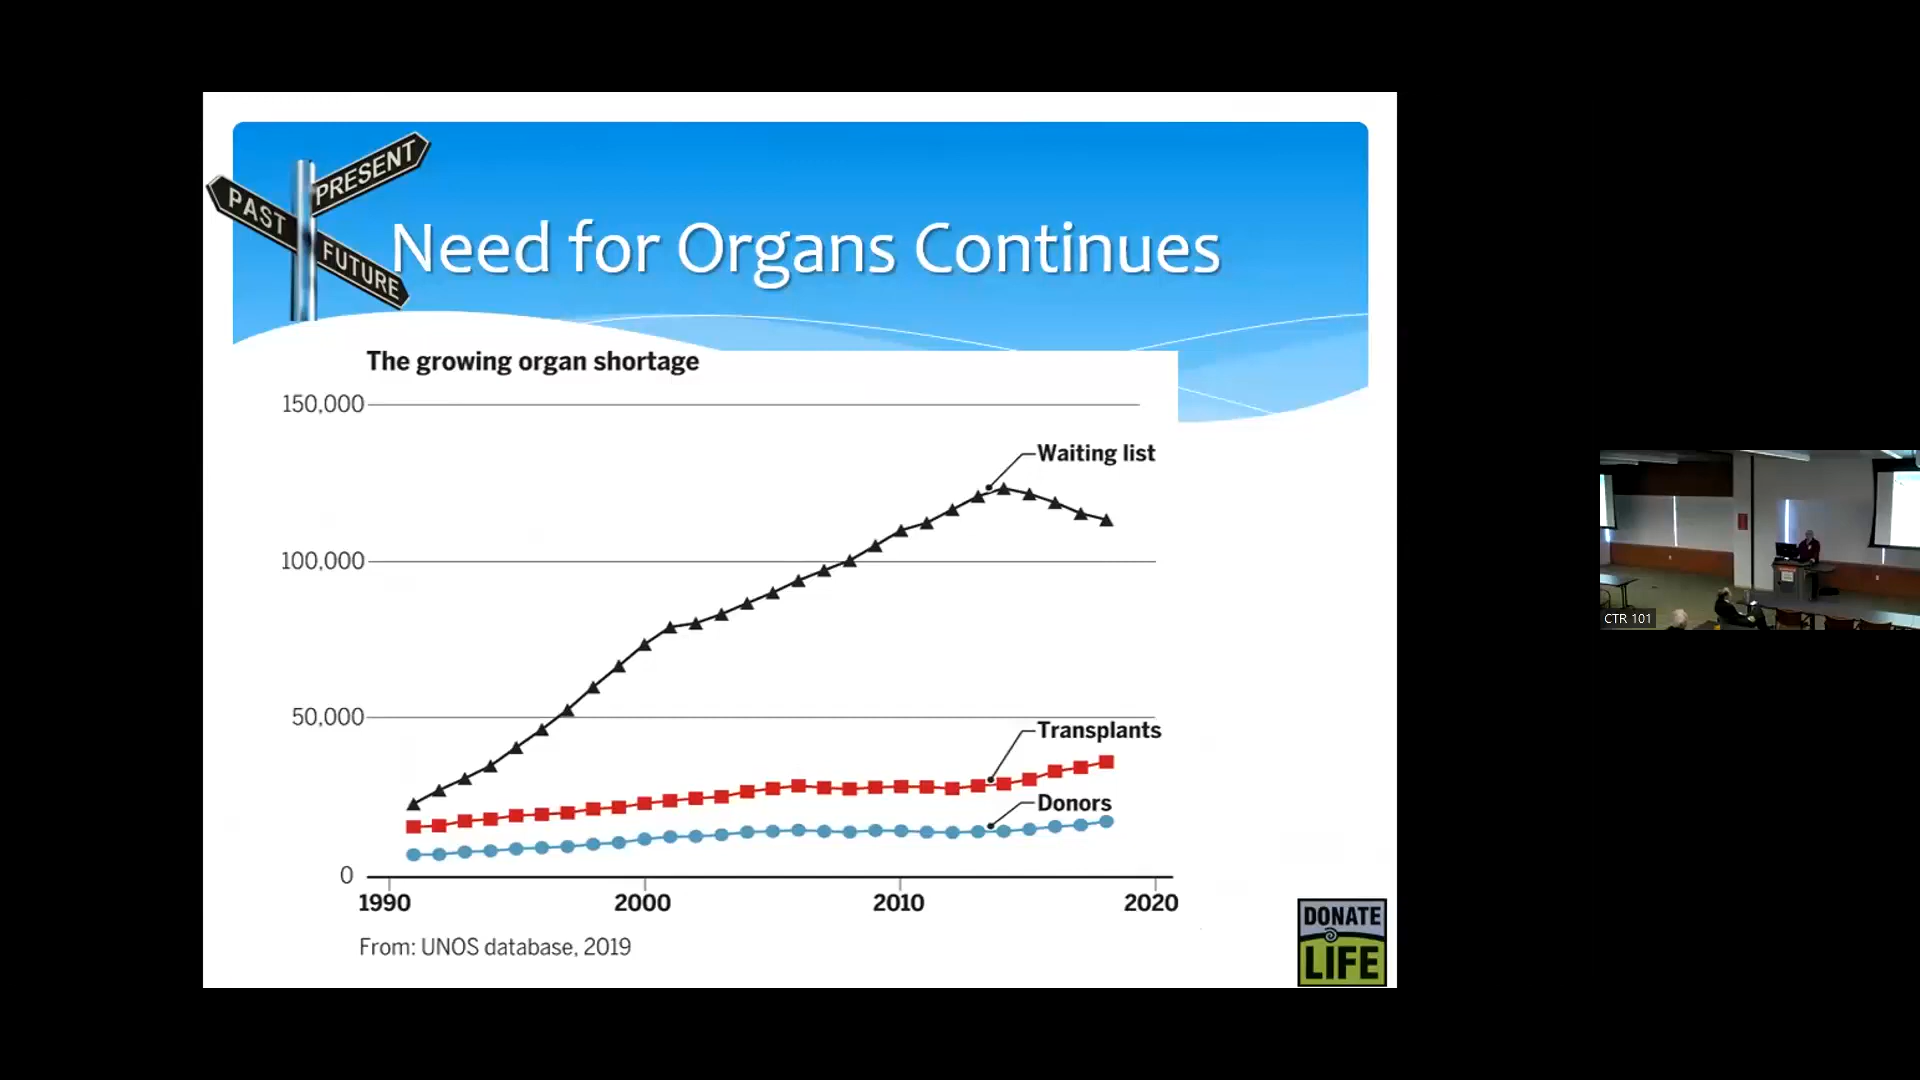 PAST
PRESENT
FUTURE
Need for Organs Continues
The growing organ shortage
150,000
Waiting list
100,000
50,000
Transplants
Donors
0
1990 2000 2010 2020
From: UNOS database, 2019
DONATE
LIFE
CTR 101